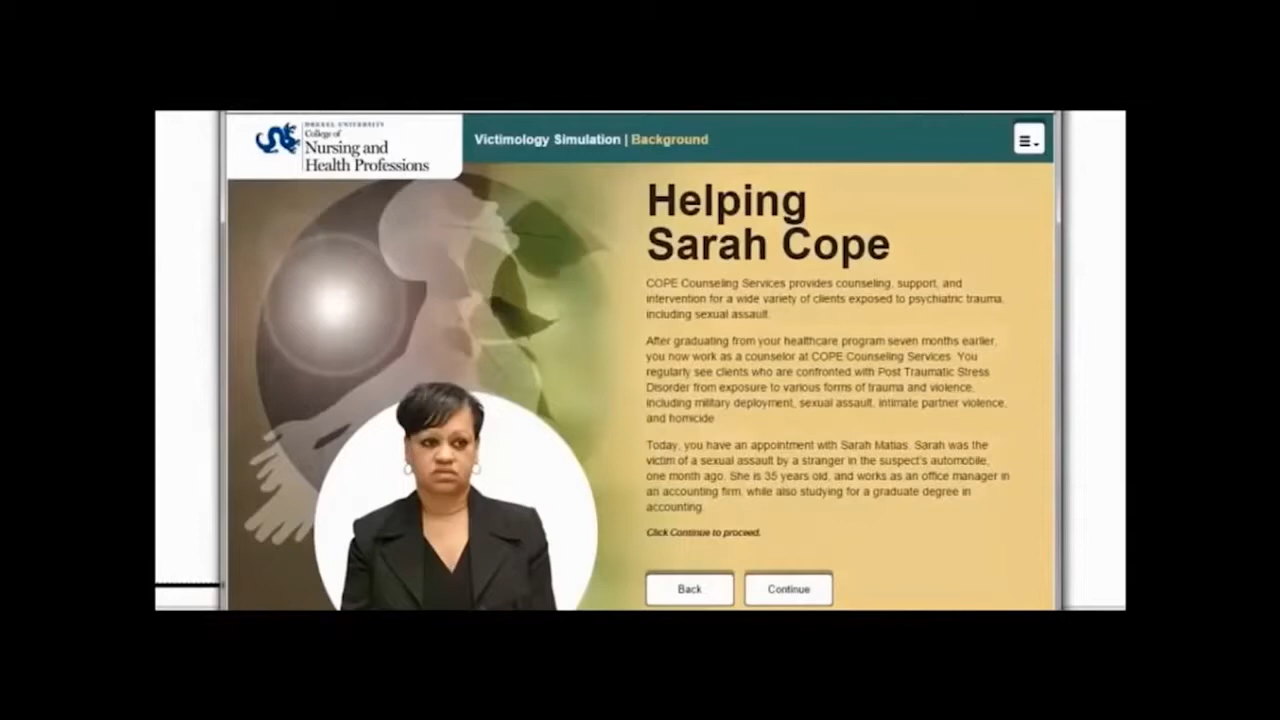 DREXEL UNIVERSITY
College of
Nursing and
Health Professions
Victimology Simulation | Background
Helping
Sarah Cope
COPE Counseling Services provides counseling, support, and
intervention for a wide variety of clients exposed to psychiatric trauma,
including sexual assault.
After graduating from your healthcare program seven months earlier,
you now work as a counselor at COPE Counseling Services. You
regularly see clients who are confronted with Post Traumatic Stress
Disorder from exposure to various forms of trauma and violence,
including military deployment, sexual assault, intimate partner violence,
and homicide
Today, you have an appointment with Sarah Matias. Sarah was the
victim of a sexual assault by a stranger in the suspect's automobile,
one month ago. She is 35 years old, and works as an office manager in
an accounting firm, while also studying for a graduate degree in
accounting.
Click Continue to proceed.
Back
Continue